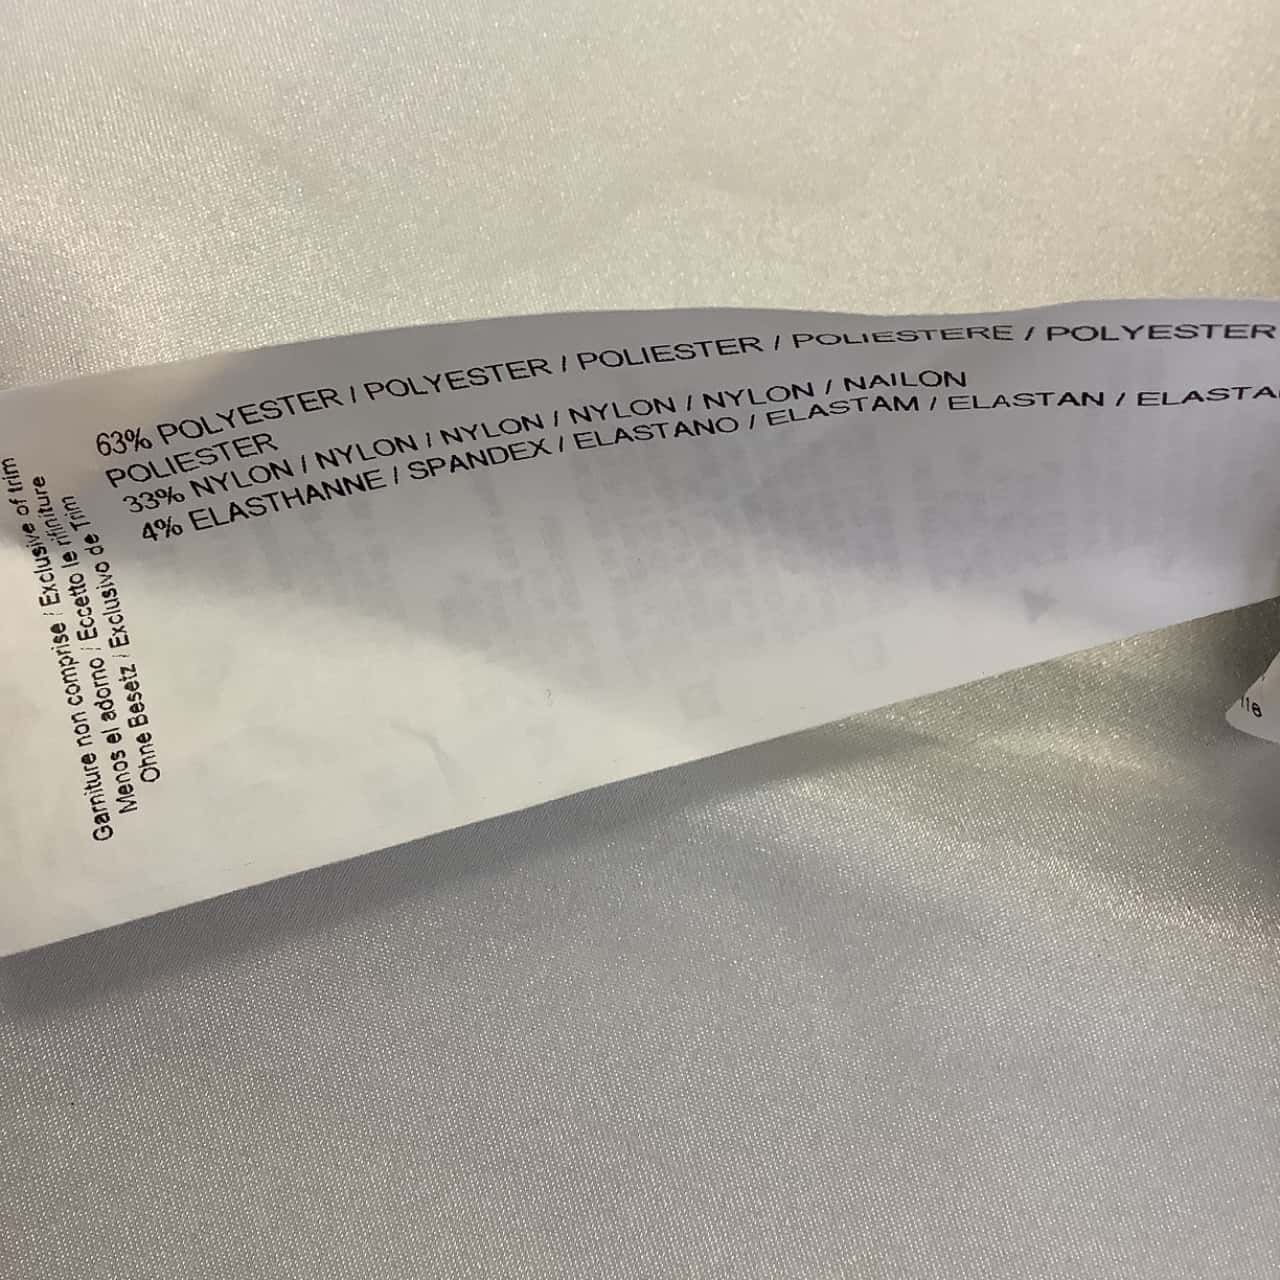 63% POLYESTER / POLYESTER / POLIESTER / POLIESTERE / POLYESTER
POLIESTER
33% NYLON / NYLON / NYLON / NYLON / NYLON / NAILON
4% ELASTHANNE / SPANDEX / ELASTANO / ELASTAM / ELASTAN / ELASTA
Garniture non comprise / Exclusive of trim
Menos el adorno / Eccetto le rifiniture
Ohne Besetz / Exclusivo de Trim